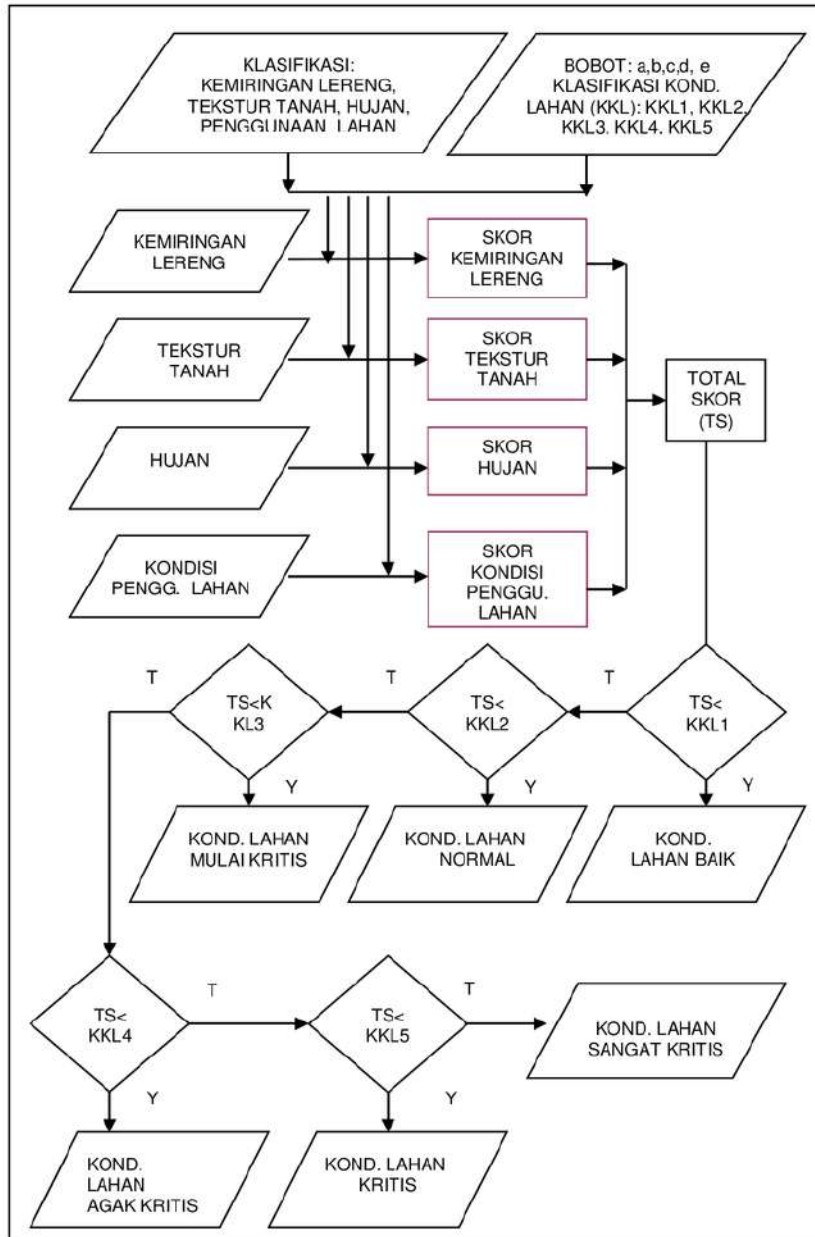 KLASIFIKASI:
KEMIRINGAN LERENG,
TEKSTUR TANAH, HUJAN,
PENGGUNAAN LAHAN
BOBOT: a,b,c,d, e
KLASIFIKASI KOND.
LAHAN (KKL): KKL1, KKL2,
KKL3, KKL4, KKL5
KEMIRINGAN
LERENG
SKOR
KEMIRINGAN
LERENG
TEKSTUR
TANAH
SKOR
TEKSTUR
TANAH
TOTAL
SKOR
(TS)
HUJAN
SKOR
HUJAN
KONDISI
PENGG. LAHAN
SKOR
KONDISI
PENGGU.
LAHAN
T
TS<K
KL3
T
TS<
KKL2
T
TS<
KKL1
Y
Y
Y
KOND. LAHAN
MULAI KRITIS
KOND. LAHAN
NORMAL
KOND.
LAHAN BAIK
TS<
KKL4
T
TS<
KKL5
T
KOND. LAHAN
SANGAT KRITIS
Y
Y
KOND.
LAHAN
AGAK KRITIS
KOND. LAHAN
KRITIS